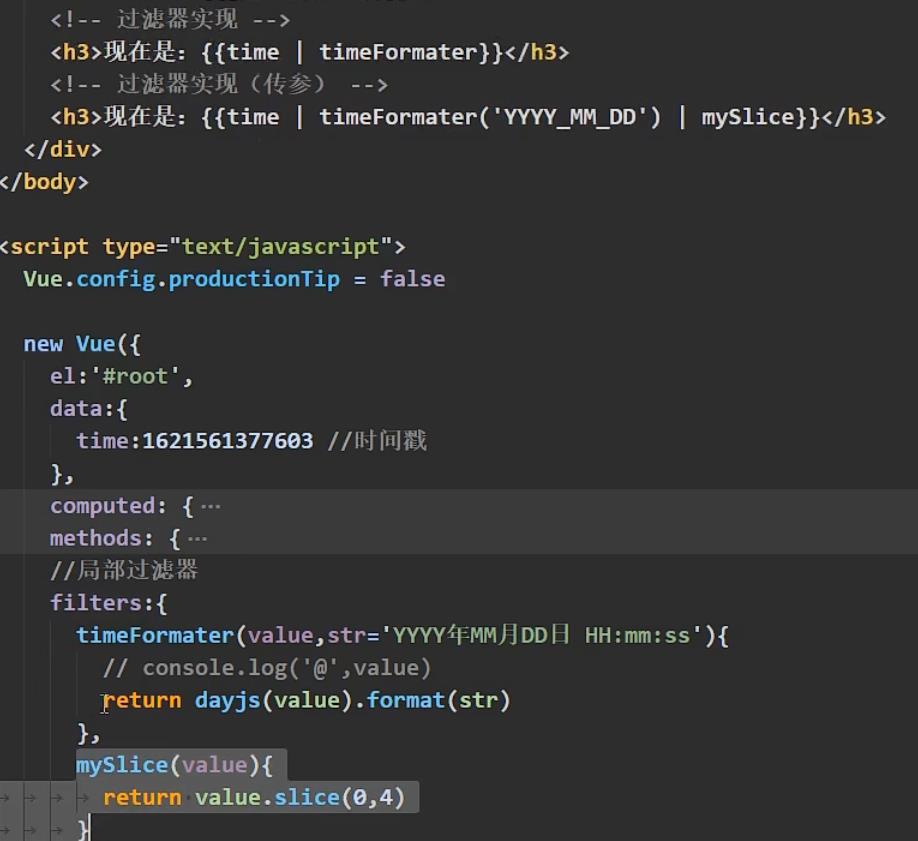 <!-- 过滤器实现 -->
<h3>现在是：{{time | timeFormater}}</h3>
<!-- 过滤器实现（传参） -->
<h3>现在是：{{time | timeFormater('YYYY_MM_DD') | mySlice}}</h3>
</div>
</body>
<script type="text/javascript">
Vue.config.productionTip = false
new Vue({
el:'#root',
data:{
time:1621561377603 //时间戳
},
computed: {···
methods: {···
//局部过滤器
filters:{
timeFormater(value,str='YYYY年MM月DD日 HH:mm:ss'){
// console.log('@',value)
return dayjs(value).format(str)
},
mySlice(value){
return value.slice(0,4)
}